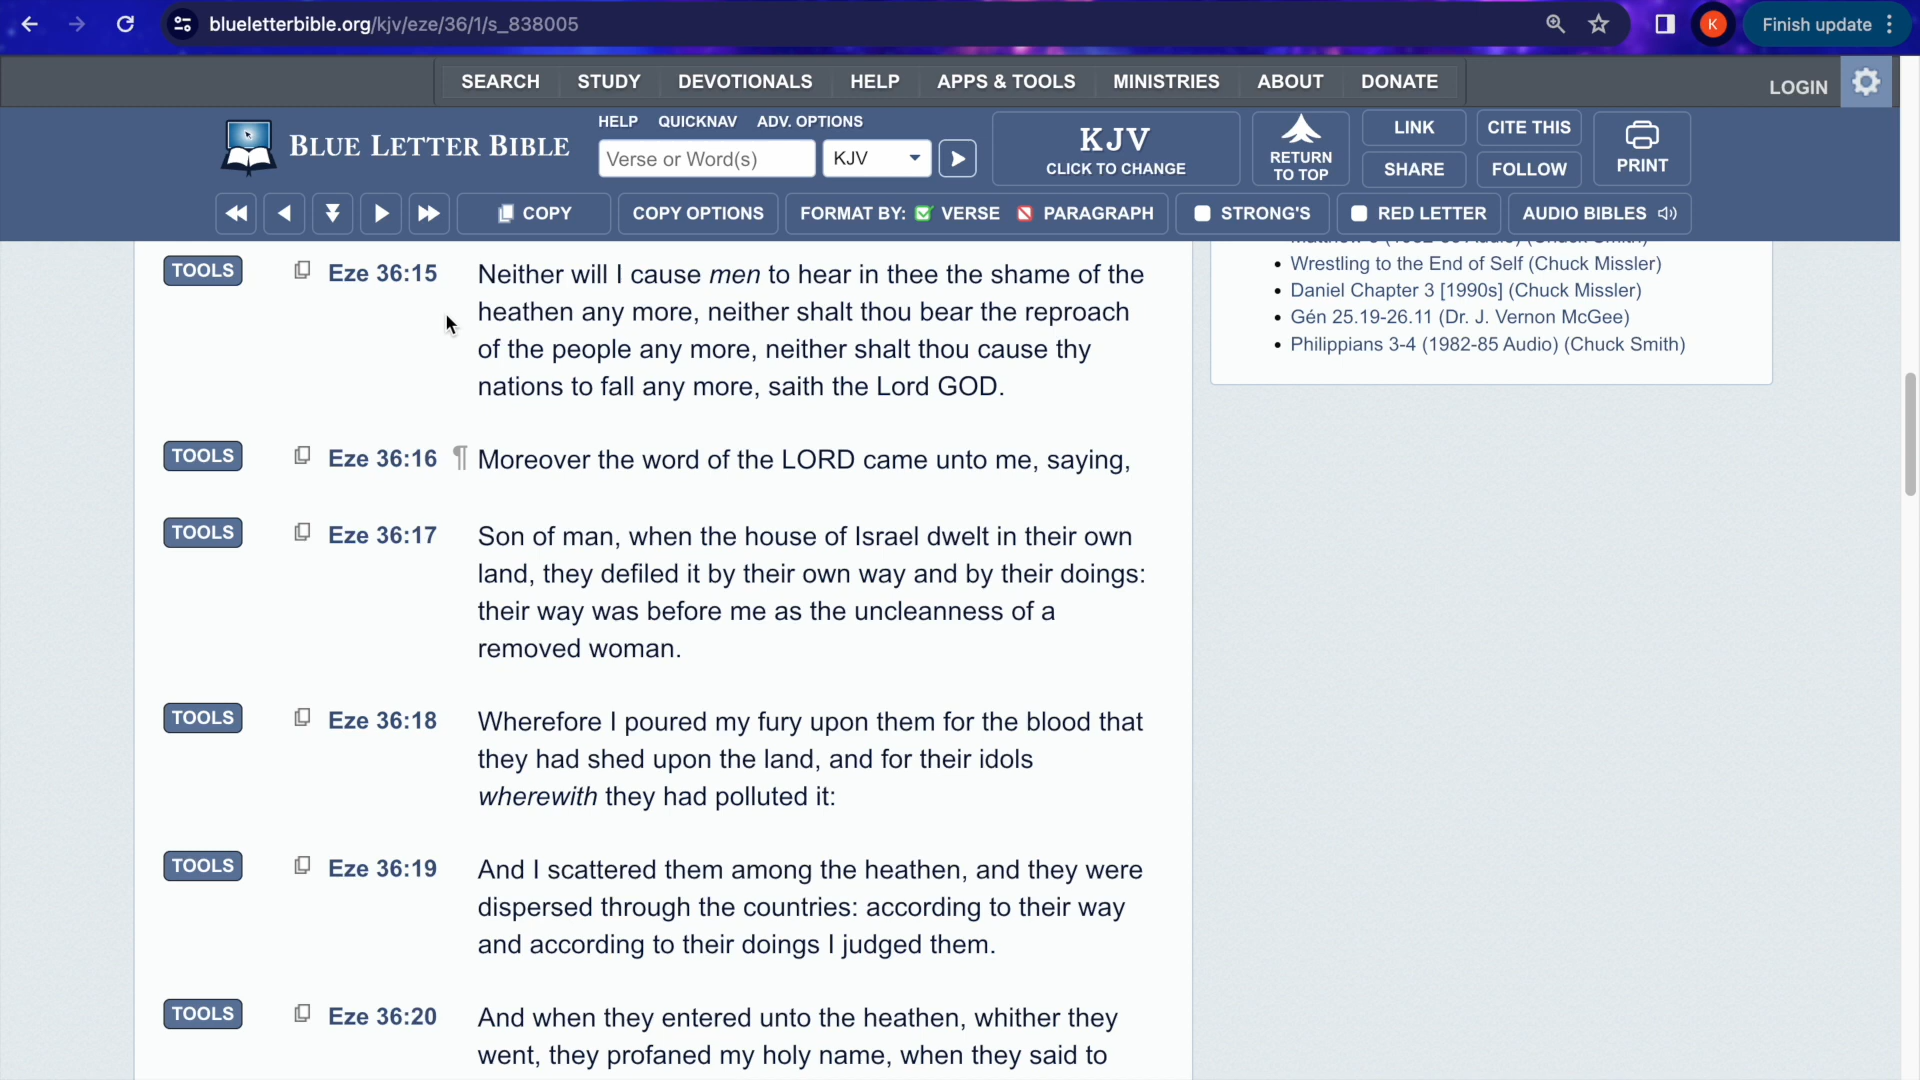 blueletterbible.org/kjv/eze/36/1/s_838005
K
Finish update
SEARCH STUDY DEVOTIONALS HELP APPS & TOOLS MINISTRIES ABOUT DONATE
LOGIN
BLUE LETTER BIBLE
HELP QUICKNAV ADV. OPTIONS
Verse or Word(s)
KJV
KJV
CLICK TO CHANGE
RETURN
TO TOP
LINK
CITE THIS
SHARE
FOLLOW
PRINT
COPY
COPY OPTIONS
FORMAT BY: VERSE PARAGRAPH
STRONG'S
RED LETTER
AUDIO BIBLES
TOOLS
Eze 36:15
Neither will I cause men to hear in thee the shame of the
heathen any more, neither shalt thou bear the reproach
of the people any more, neither shalt thou cause thy
nations to fall any more, saith the Lord GOD.
TOOLS
Eze 36:16
¶ Moreover the word of the LORD came unto me, saying,
TOOLS
Eze 36:17
Son of man, when the house of Israel dwelt in their own
land, they defiled it by their own way and by their doings:
their way was before me as the uncleanness of a
removed woman.
TOOLS
Eze 36:18
Wherefore I poured my fury upon them for the blood that
they had shed upon the land, and for their idols
wherewith they had polluted it:
TOOLS
Eze 36:19
And I scattered them among the heathen, and they were
dispersed through the countries: according to their way
and according to their doings I judged them.
TOOLS
Eze 36:20
And when they entered unto the heathen, whither they
went, they profaned my holy name, when they said to
• Wrestling to the End of Self (Chuck Missler)
• Daniel Chapter 3 [1990s] (Chuck Missler)
• Gén 25.19-26.11 (Dr. J. Vernon McGee)
• Philippians 3-4 (1982-85 Audio) (Chuck Smith)